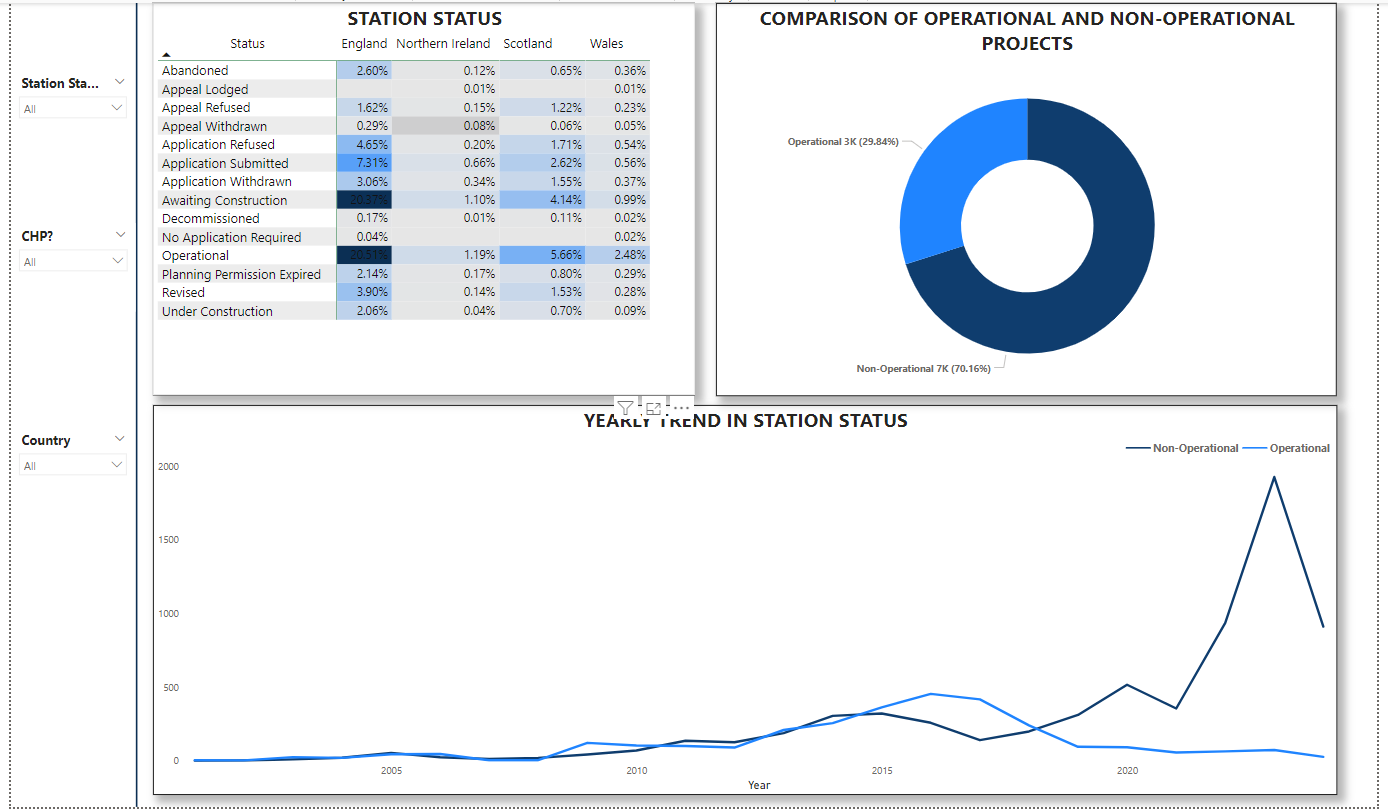 STATION STATUS
Status England Northern Ireland Scotland Wales
Abandoned 2.60% 0.12% 0.65% 0.36%
Appeal Lodged 0.01% 0.01%
Appeal Refused 1.62% 0.15% 1.22% 0.23%
Appeal Withdrawn 0.29% 0.08% 0.06% 0.05%
Application Refused 4.65% 0.20% 1.71% 0.54%
Application Submitted 7.31% 0.66% 2.62% 0.56%
Application Withdrawn 3.06% 0.34% 1.55% 0.37%
Awaiting Construction 20.37% 1.10% 4.14% 0.99%
Decommissioned 0.17% 0.01% 0.11% 0.02%
No Application Required 0.04% 0.02%
Operational 20.51% 1.19% 5.66% 2.48%
Planning Permission Expired 2.14% 0.17% 0.80% 0.29%
Revised 3.90% 0.14% 1.53% 0.28%
Under Construction 2.06% 0.04% 0.70% 0.09%
COMPARISON OF OPERATIONAL AND NON-OPERATIONAL
PROJECTS
Operational 3K (29.84%)
Non-Operational 7K (70.16%)
Station Sta...
All
CHP?
All
Country
All
YEARLY TREND IN STATION STATUS
Non-Operational Operational
2000
1500
1000
500
0
2005 2010 2015 2020
Year